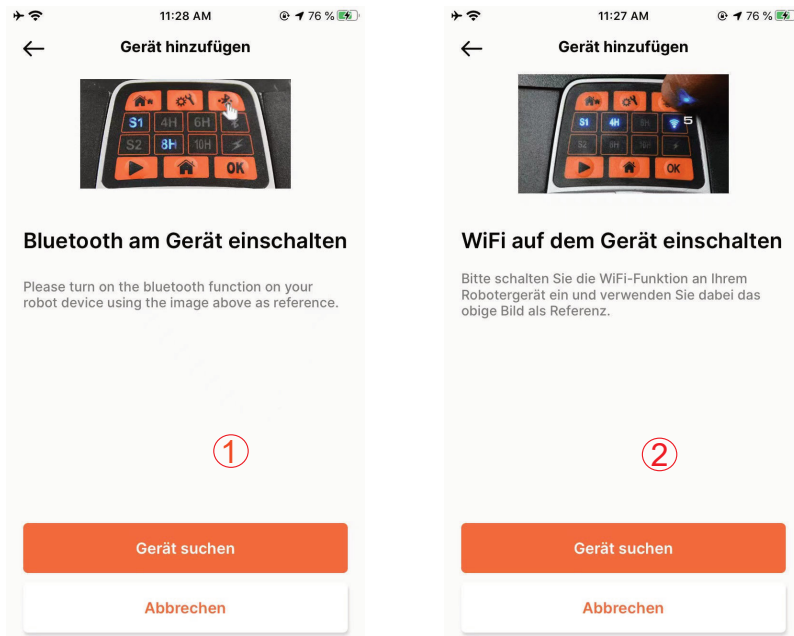 11:28 AM
76 %
Gerät hinzufügen
S1 4H 6H
S2 8H 10H
OK
Bluetooth am Gerät einschalten
Please turn on the bluetooth function on your
robot device using the image above as reference.
1
Gerät suchen
Abbrechen
11:27 AM
76 %
Gerät hinzufügen
S1 4H 5
S2 10H
OK
WiFi auf dem Gerät einschalten
Bitte schalten Sie die WiFi-Funktion an Ihrem
Robotergerät ein und verwenden Sie dabei das
obige Bild als Referenz.
2
Gerät suchen
Abbrechen